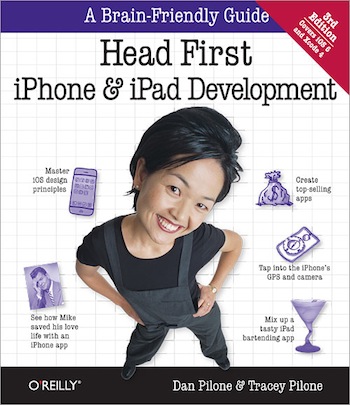 A Brain-Friendly Guide
3rd Edition
Covers iOS 5
and Xcode 4
Head First
iPhone & iPad Development
Master
iOS design
principles
Create
top-selling
apps
Tap into the iPhone's
GPS and camera
See how Mike
saved his love
life with an
iPhone app
Mix up a
tasty iPad
bartending app
O'REILLY®
Dan Pilone & Tracey Pilone